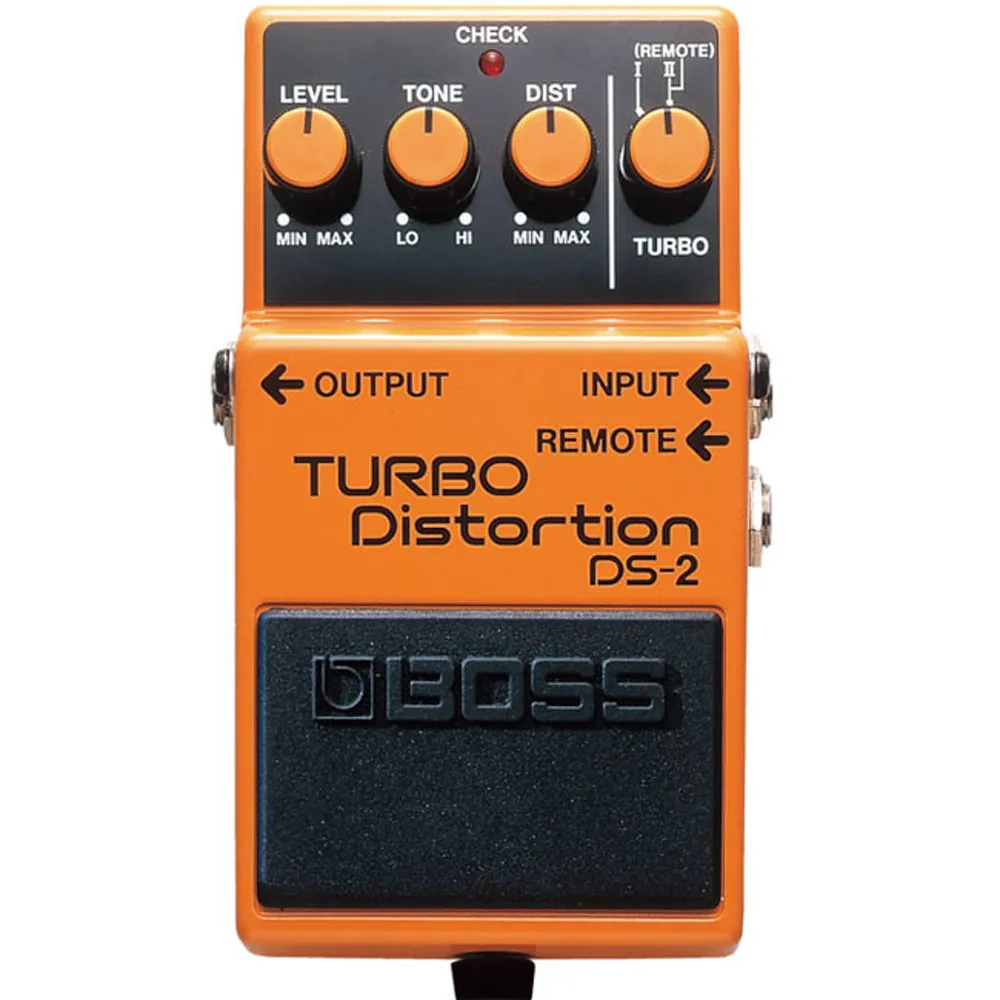 CHECK
(REMOTE)
I II
LEVEL TONE DIST
MIN MAX LO HI MIN MAX
TURBO
OUTPUT INPUT
REMOTE
TURBO
Distortion
DS-2
BOSS